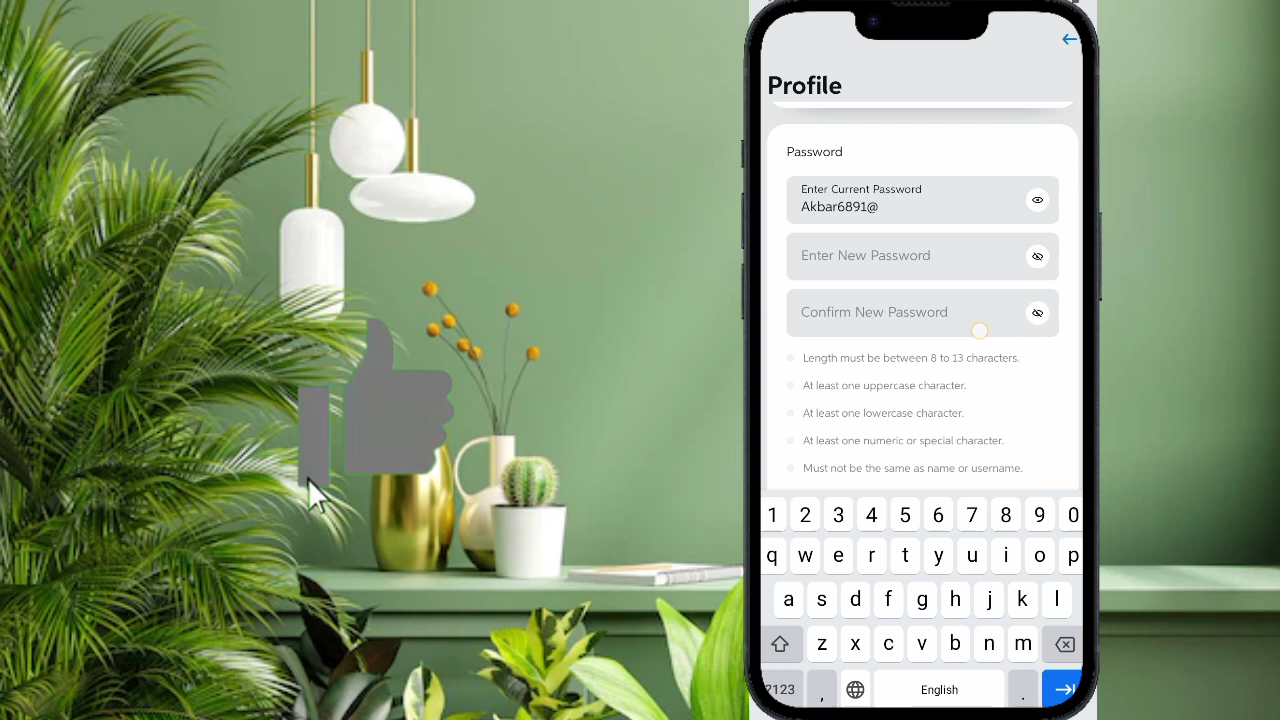 Profile
Password
Enter Current Password
Akbar6891@
Enter New Password
Confirm New Password
Length must be between 8 to 13 characters.
At least one uppercase character.
At least one lowercase character.
At least one numeric or special character.
Must not be the same as name or username.
1 2 3 4 5 6 7 8 9 0
q w e r t y u i o p
a s d f g h j k l
z x c v b n m
?123 , English .